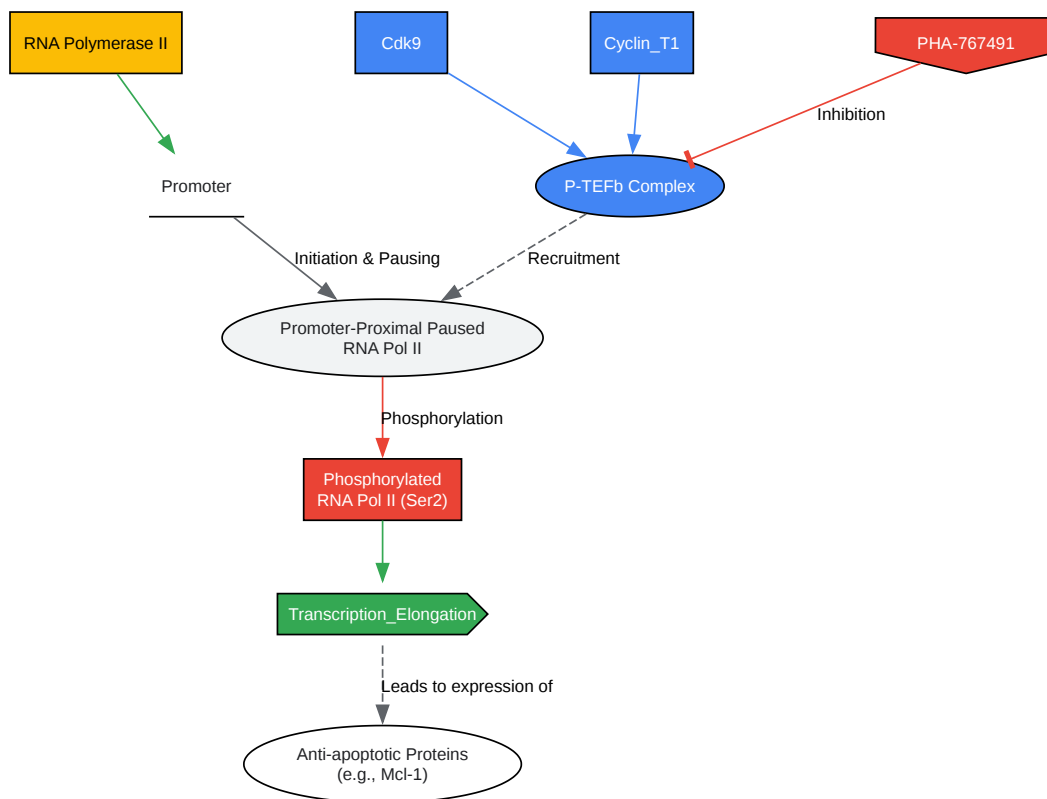 RNA Polymerase II
Cdk9
Cyclin_T1
PHA-767491
Inhibition
Promoter
P-TEFb Complex
Initiation & Pausing
Recruitment
Promoter-Proximal Paused
RNA Pol II
Phosphorylation
Phosphorylated
RNA Pol II (Ser2)
Transcription_Elongation
Leads to expression of
Anti-apoptotic Proteins
(e.g., Mcl-1)